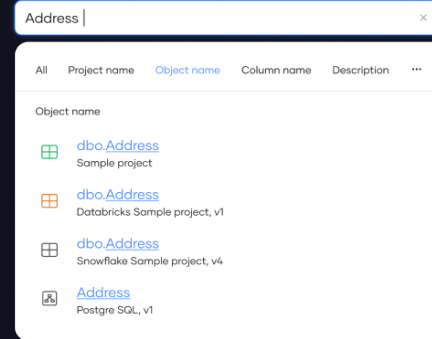 Address
All Project name Object name Column name Description ...
Object name
dbo.Address
Sample project
dbo.Address
Databricks Sample project, v1
dbo.Address
Snowflake Sample project, v4
Address
Postgre SQL, v1